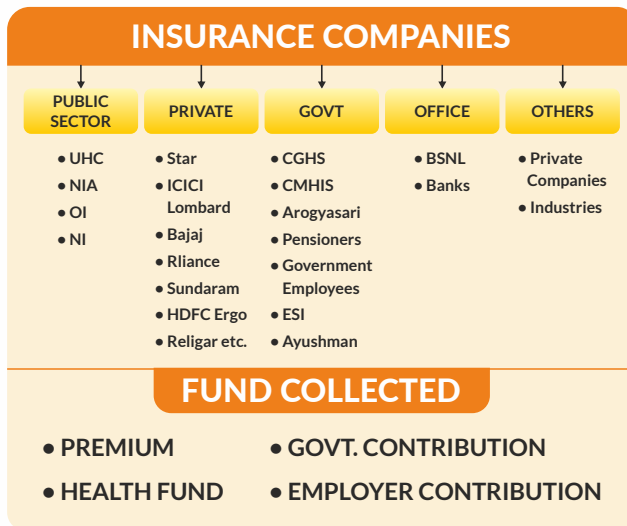 INSURANCE COMPANIES
PUBLIC
SECTOR
• UHC
• NIA
• OI
• NI
PRIVATE
• Star
• ICICI
Lombard
• Bajaj
• Rliance
• Sundaram
• HDFC Ergo
• Religar etc.
GOVT
• CGHS
• CMHIS
• Arogyasari
• Pensioners
• Government
Employees
• ESI
• Ayushman
OFFICE
• BSNL
• Banks
OTHERS
• Private
Companies
• Industries
FUND COLLECTED
• PREMIUM
• HEALTH FUND
• GOVT. CONTRIBUTION
• EMPLOYER CONTRIBUTION